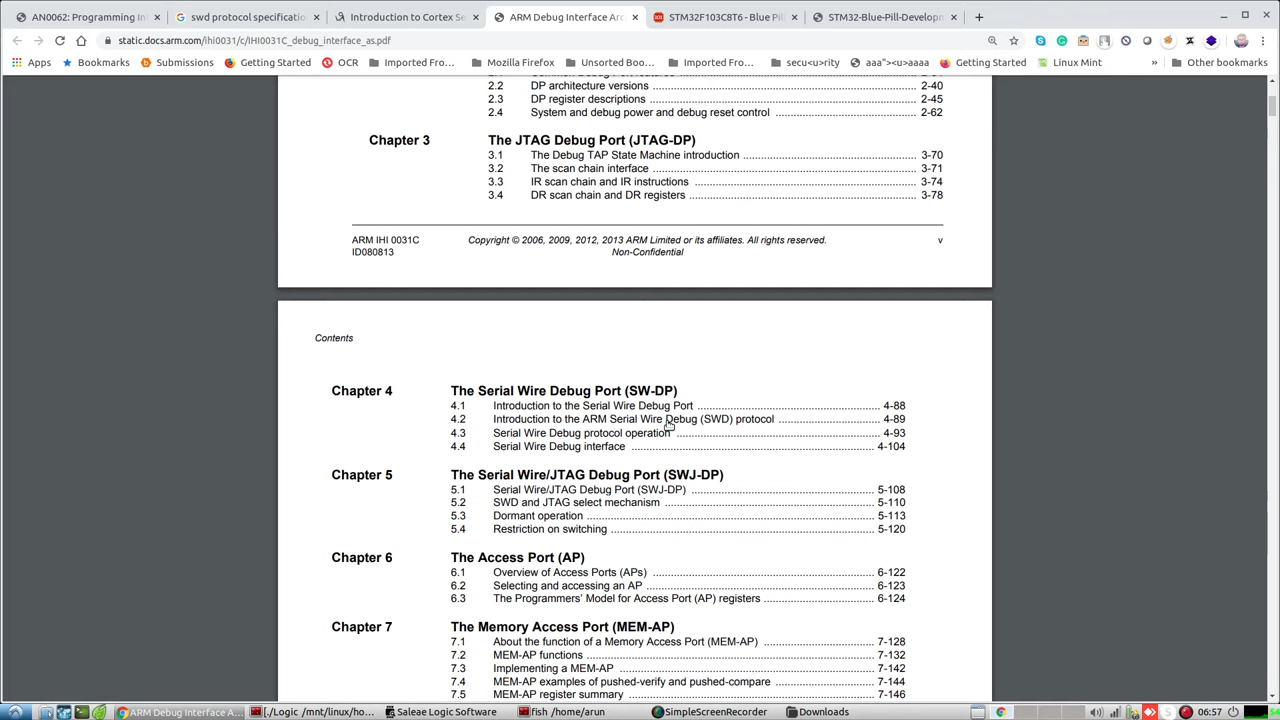 AN0062: Programming In
swd protocol specificatio
Introduction to Cortex Se
ARM Debug Interface Arc
STM32F103C8T6 - Blue Pill
STM32-Blue-Pill-Developm
static.docs.arm.com/ihi0031/c/IHI0031C_debug_interface_as.pdf
Apps Bookmarks Submissions Getting Started OCR Imported Fro... Mozilla Firefox Unsorted Boo... Imported Fro... secu<u>rity aaa"><u>aaaa Getting Started Linux Mint » Other bookmarks
2.2 DP architecture versions 2-40
2.3 DP register descriptions 2-45
2.4 System and debug power and debug reset control 2-62
Chapter 3 The JTAG Debug Port (JTAG-DP)
3.1 The Debug TAP State Machine introduction 3-70
3.2 The scan chain interface 3-71
3.3 IR scan chain and IR instructions 3-74
3.4 DR scan chain and DR registers 3-78
ARM IHI 0031C Copyright © 2006, 2009, 2012, 2013 ARM Limited or its affiliates. All rights reserved. v
ID080813 Non-Confidential
Contents
Chapter 4 The Serial Wire Debug Port (SW-DP)
4.1 Introduction to the Serial Wire Debug Port 4-88
4.2 Introduction to the ARM Serial Wire Debug (SWD) protocol 4-89
4.3 Serial Wire Debug protocol operation 4-93
4.4 Serial Wire Debug interface 4-104
Chapter 5 The Serial Wire/JTAG Debug Port (SWJ-DP)
5.1 Serial Wire/JTAG Debug Port (SWJ-DP) 5-108
5.2 SWD and JTAG select mechanism 5-110
5.3 Dormant operation 5-113
5.4 Restriction on switching 5-120
Chapter 6 The Access Port (AP)
6.1 Overview of Access Ports (APs) 6-122
6.2 Selecting and accessing an AP 6-123
6.3 The Programmers' Model for Access Port (AP) registers 6-124
Chapter 7 The Memory Access Port (MEM-AP)
7.1 About the function of a Memory Access Port (MEM-AP) 7-128
7.2 MEM-AP functions 7-132
7.3 Implementing a MEM-AP 7-142
7.4 MEM-AP examples of pushed-verify and pushed-compare 7-144
7.5 MEM-AP register summary 7-146
ARM Debug Interface A... [./Logic /mnt/linux/ho... Saleae Logic Software fish /home/arun SimpleScreenRecorder Downloads 06:57